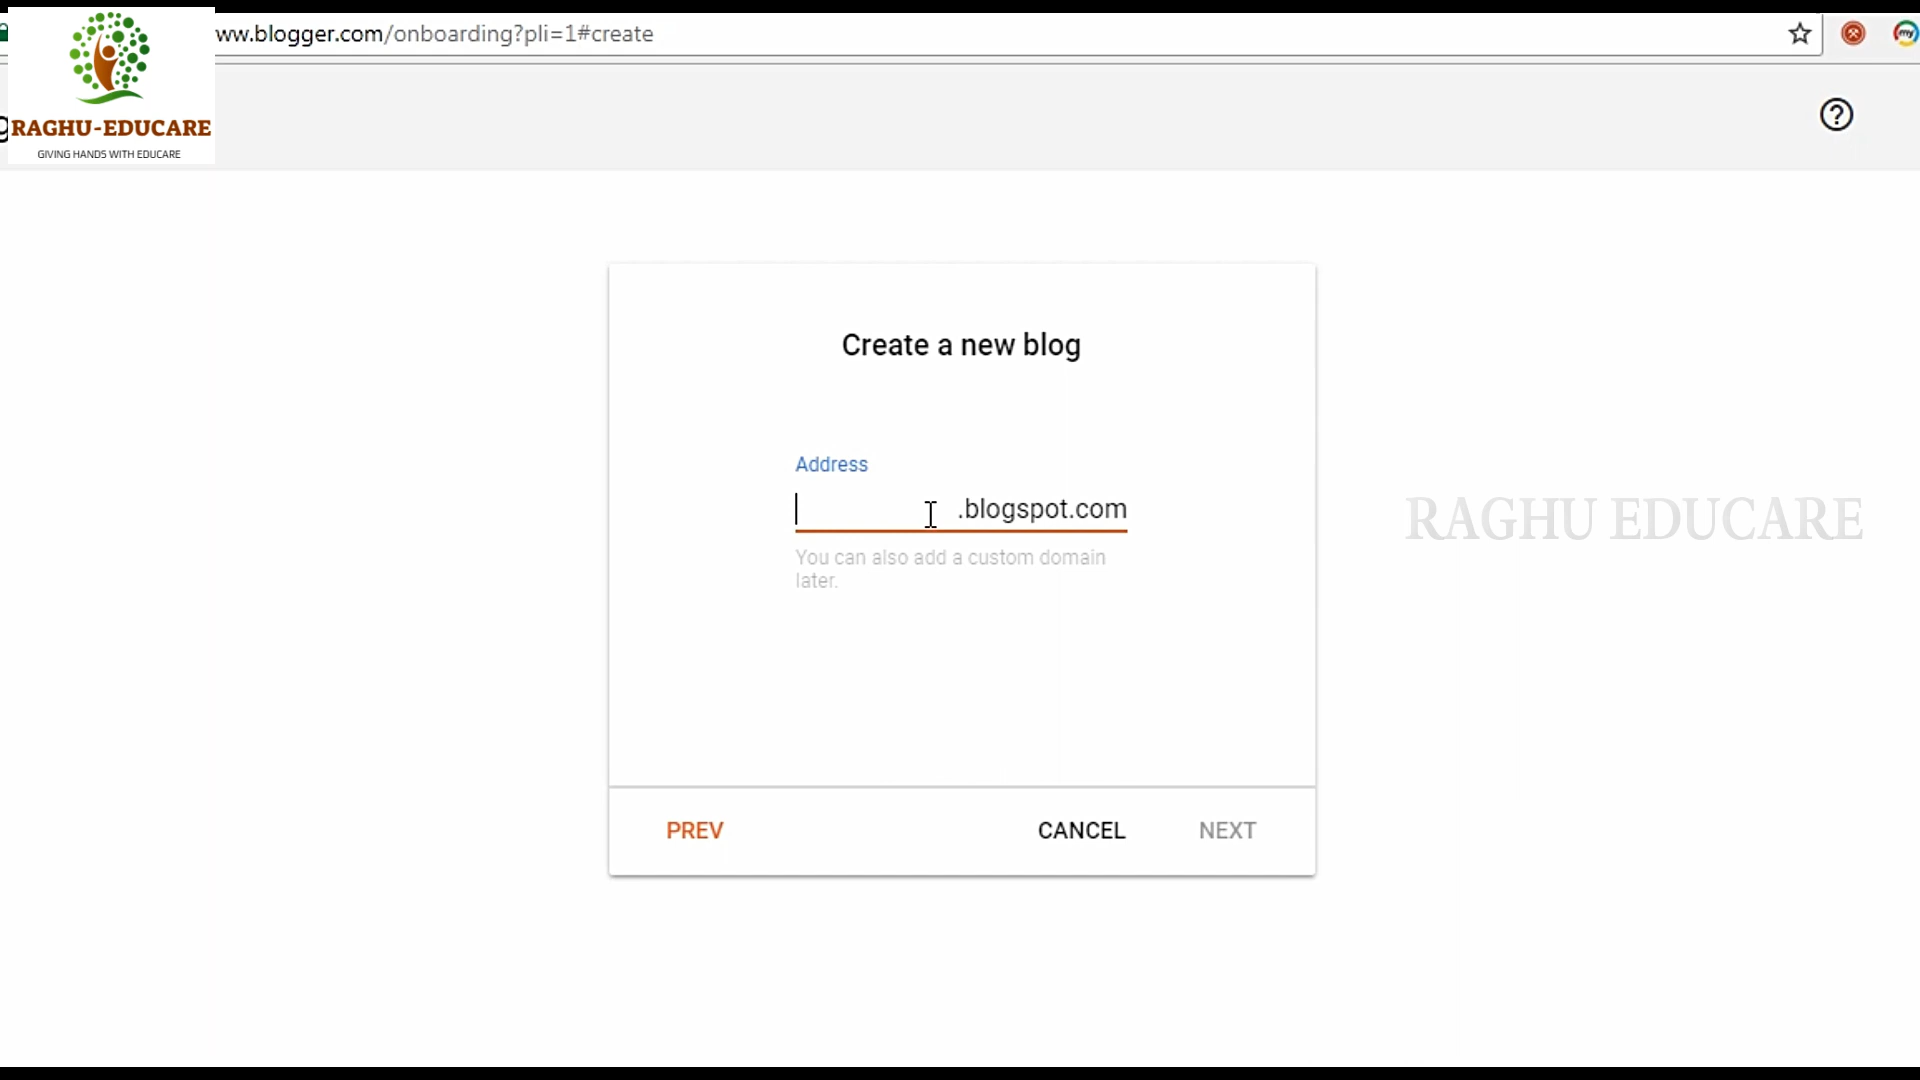 ww.blogger.com/onboarding?pli=1#create
my
RAGHU-EDUCARE
GIVING HANDS WITH EDUCARE
?
Create a new blog
Address
.blogspot.com
You can also add a custom domain
later.
RAGHU EDUCARE
PREV
CANCEL
NEXT